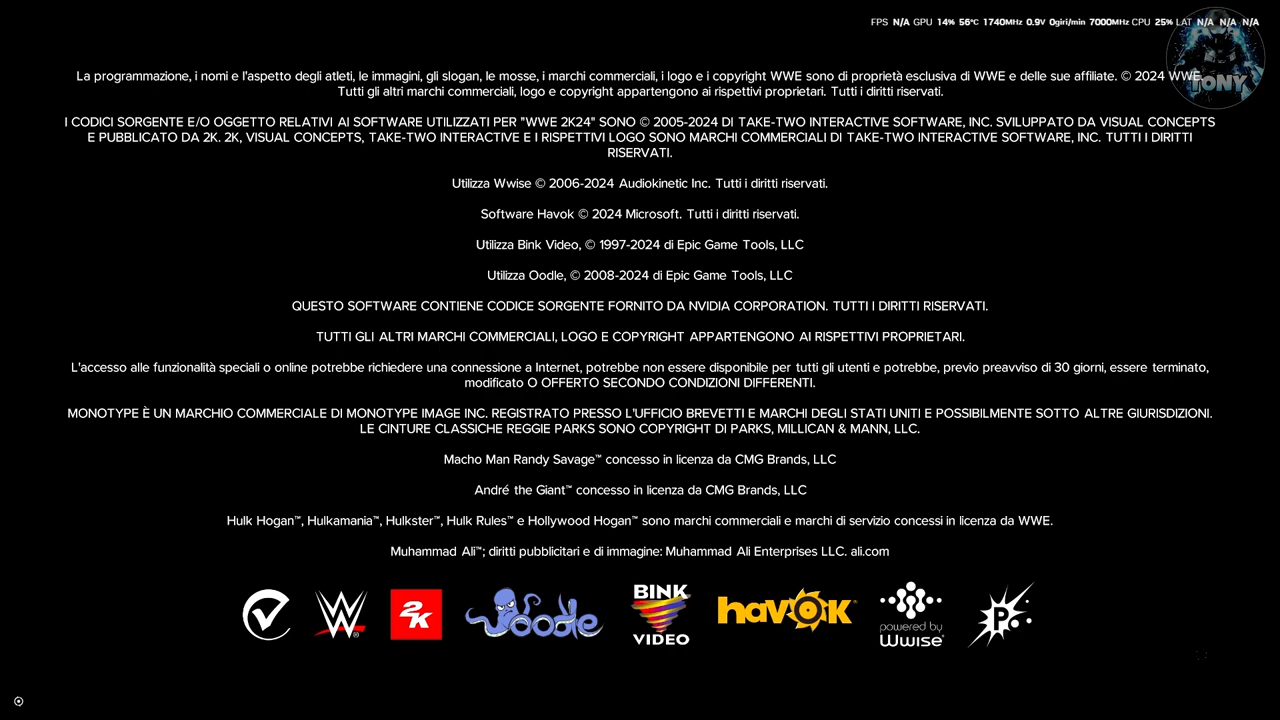 FPS N/A GPU 14% 56°C 1740MHz 0.9V 0giri/min 7000MHz CPU 25% LAT N/A N/A N/A
TONY
La programmazione, i nomi e l'aspetto degli atleti, le immagini, gli slogan, le mosse, i marchi commerciali, i logo e i copyright WWE sono di proprietà esclusiva di WWE e delle sue affiliate. © 2024 WWE.
Tutti gli altri marchi commerciali, logo e copyright appartengono ai rispettivi proprietari. Tutti i diritti riservati.
I CODICI SORGENTE E/O OGGETTO RELATIVI AI SOFTWARE UTILIZZATI PER "WWE 2K24" SONO © 2005-2024 DI TAKE-TWO INTERACTIVE SOFTWARE, INC. SVILUPPATO DA VISUAL CONCEPTS
E PUBBLICATO DA 2K. 2K, VISUAL CONCEPTS, TAKE-TWO INTERACTIVE E I RISPETTIVI LOGO SONO MARCHI COMMERCIALI DI TAKE-TWO INTERACTIVE SOFTWARE, INC. TUTTI I DIRITTI
RISERVATI.
Utilizza Wwise © 2006-2024 Audiokinetic Inc. Tutti i diritti riservati.
Software Havok © 2024 Microsoft. Tutti i diritti riservati.
Utilizza Bink Video, © 1997-2024 di Epic Game Tools, LLC
Utilizza Oodle, © 2008-2024 di Epic Game Tools, LLC
QUESTO SOFTWARE CONTIENE CODICE SORGENTE FORNITO DA NVIDIA CORPORATION. TUTTI I DIRITTI RISERVATI.
TUTTI GLI ALTRI MARCHI COMMERCIALI, LOGO E COPYRIGHT APPARTENGONO AI RISPETTIVI PROPRIETARI.
L'accesso alle funzionalità speciali o online potrebbe richiedere una connessione a Internet, potrebbe non essere disponibile per tutti gli utenti e potrebbe, previo preavviso di 30 giorni, essere terminato,
modificato O OFFERTO SECONDO CONDIZIONI DIFFERENTI.
MONOTYPE È UN MARCHIO COMMERCIALE DI MONOTYPE IMAGE INC. REGISTRATO PRESSO L'UFFICIO BREVETTI E MARCHI DEGLI STATI UNITI E POSSIBILMENTE SOTTO ALTRE GIURISDIZIONI.
LE CINTURE CLASSICHE REGGIE PARKS SONO COPYRIGHT DI PARKS, MILLICAN & MANN, LLC.
Macho Man Randy Savage™ concesso in licenza da CMG Brands, LLC
André the Giant™ concesso in licenza da CMG Brands, LLC
Hulk Hogan™, Hulkamania™, Hulkster™, Hulk Rules™ e Hollywood Hogan™ sono marchi commerciali e marchi di servizio concessi in licenza da WWE.
Muhammad Ali™; diritti pubblicitari e di immagine: Muhammad Ali Enterprises LLC. ali.com
W® 2K Oodle BINK VIDEO havok® powered by Wwise® P